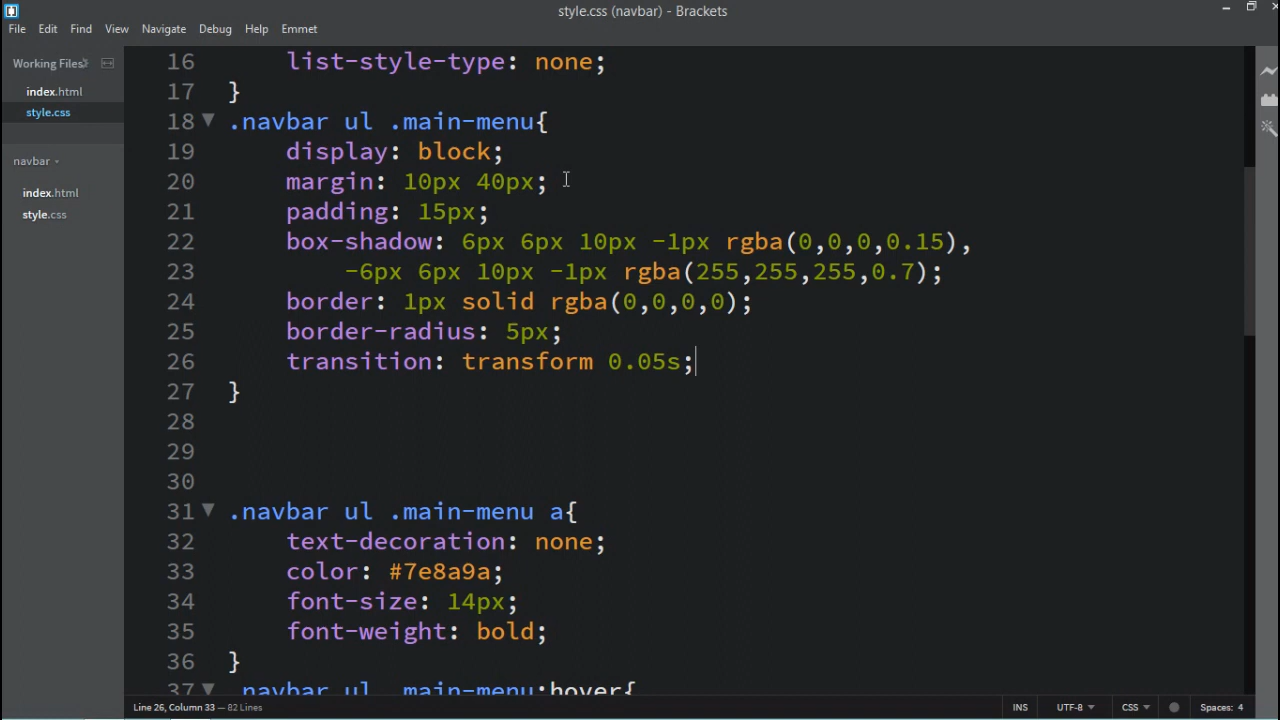 style.css (navbar) - Brackets
File Edit Find View Navigate Debug Help Emmet
Working Files
index.html
style.css
navbar
index.html
style.css
16 list-style-type: none;
17 }
18 .navbar ul .main-menu{
19 display: block;
20 margin: 10px 40px;
21 padding: 15px;
22 box-shadow: 6px 6px 10px -1px rgba(0,0,0,0.15),
23 -6px 6px 10px -1px rgba(255,255,255,0.7);
24 border: 1px solid rgba(0,0,0,0);
25 border-radius: 5px;
26 transition: transform 0.05s;
27 }
28
29
30
31 .navbar ul .main-menu a{
32 text-decoration: none;
33 color: #7e8a9a;
34 font-size: 14px;
35 font-weight: bold;
36 }
37 .navbar ul .main-menu:hover{
Line 26, Column 33 — 82 Lines INS UTF-8 CSS Spaces: 4